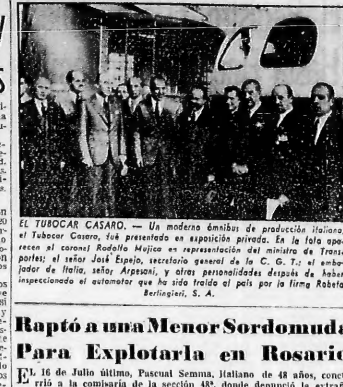 EL TUBOCAR CASARO. — Un moderno ómnibus de producción italiana,
el Tubocar Casaro, fué presentado en exposición privada. En la foto apa-
recen el coronel Rodolfo Mujica en representación del ministro de Trans-
portes; el señor José Espejo, secretario general de la C. G. T.; el emba-
jador de Italia, señor Arpesani, y otras personalidades después de haber
inspeccionado el automotor que ha sido traído al país por la firma Roberto
Bertingieri, S. A.
Raptó a una Menor Sordomuda
Para Explotarla en Rosario
EL 16 de Julio último, Pascual Semma, italiano de 48 años, concu-
rrió a la comisaría de la sección 48ª, donde denunció la